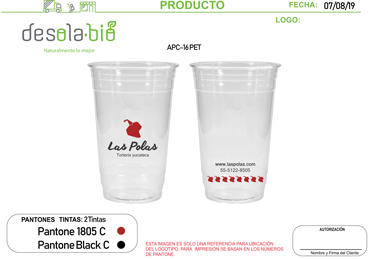 PRODUCTO
FECHA: 07/08/19
LOGO:
desola·bio
Naturalmente lo mejor
APC-16 PET
Las Polas
Tortería yucateca
www.laspolas.com
55-5122-8505
PANTONES TINTAS: 2Tintas
Pantone 1805 C
Pantone Black C
ESTA IMAGEN ES SOLO UNA REFERENCIA PARA UBICACIÓN
DEL LOGOTIPO. PARA IMPRESIÓN SE BASAN EN LOS NÚMEROS
DE PANTONE.
AUTORIZACIÓN
Nombre y Firma del Cliente